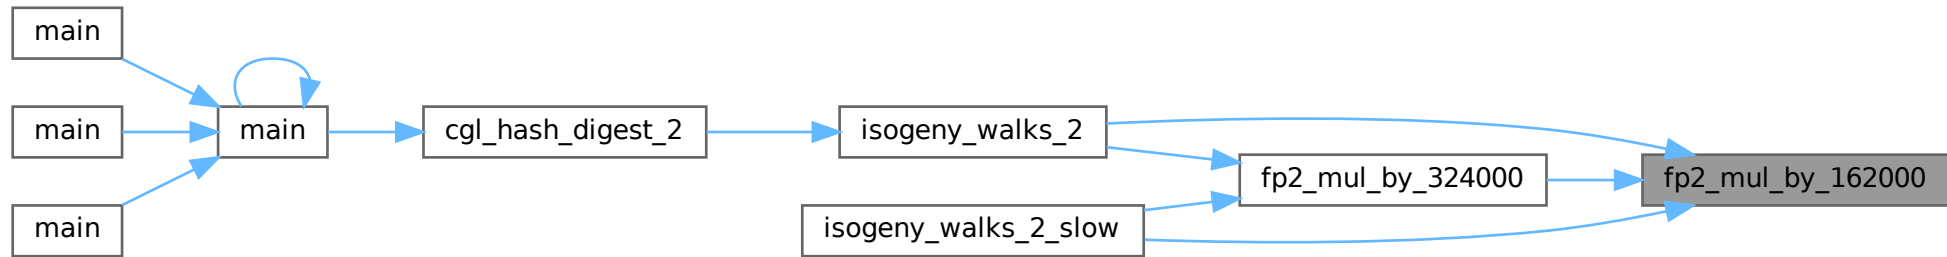 main
main
main
main
cgl_hash_digest_2
isogeny_walks_2
isogeny_walks_2_slow
fp2_mul_by_324000
fp2_mul_by_162000